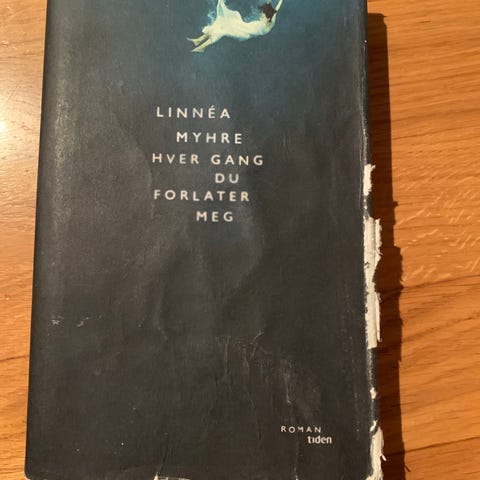 LINNÉA
MYHRE
HVER GANG
DU
FORLATER
MEG
ROMAN
tiden